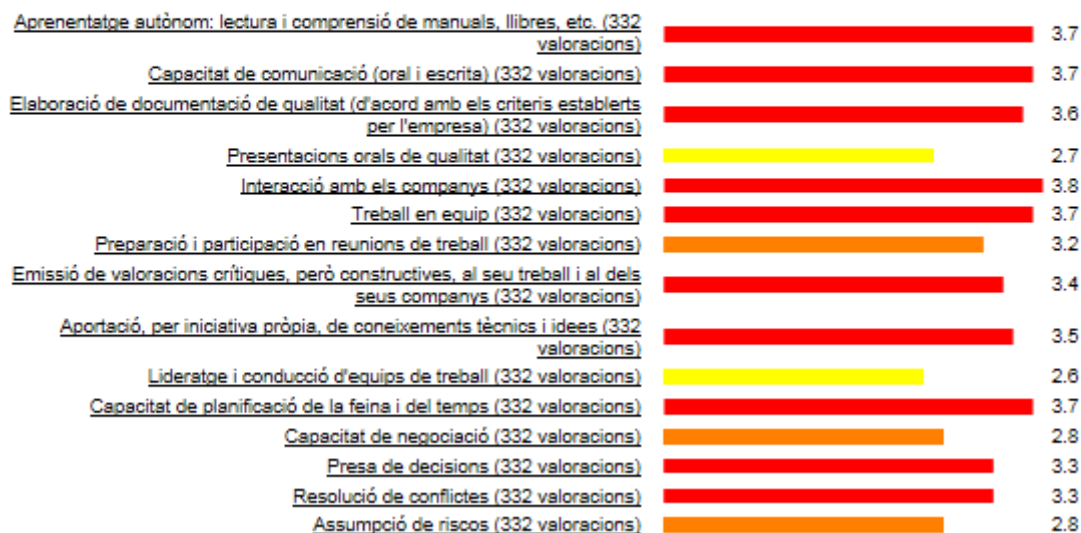 Aprenentatge autònom: lectura i comprensió de manuals, llibres, etc. (332
valoracions) 3.7
Capacitat de comunicació (oral i escrita) (332 valoracions) 3.7
Elaboració de documentació de qualitat (d'acord amb els criteris establerts
per l'empresa) (332 valoracions) 3.6
Presentacions orals de qualitat (332 valoracions) 2.7
Interacció amb els companys (332 valoracions) 3.8
Treball en equip (332 valoracions) 3.7
Preparació i participació en reunions de treball (332 valoracions) 3.2
Emissió de valoracions crítiques, però constructives, al seu treball i al dels
seus companys (332 valoracions) 3.4
Aportació, per iniciativa pròpia, de coneixements tècnics i idees (332
valoracions) 3.5
Lideratge i conducció d'equips de treball (332 valoracions) 2.6
Capacitat de planificació de la feina i del temps (332 valoracions) 3.7
Capacitat de negociació (332 valoracions) 2.8
Presa de decisions (332 valoracions) 3.3
Resolució de conflictes (332 valoracions) 3.3
Assumpció de riscos (332 valoracions) 2.8